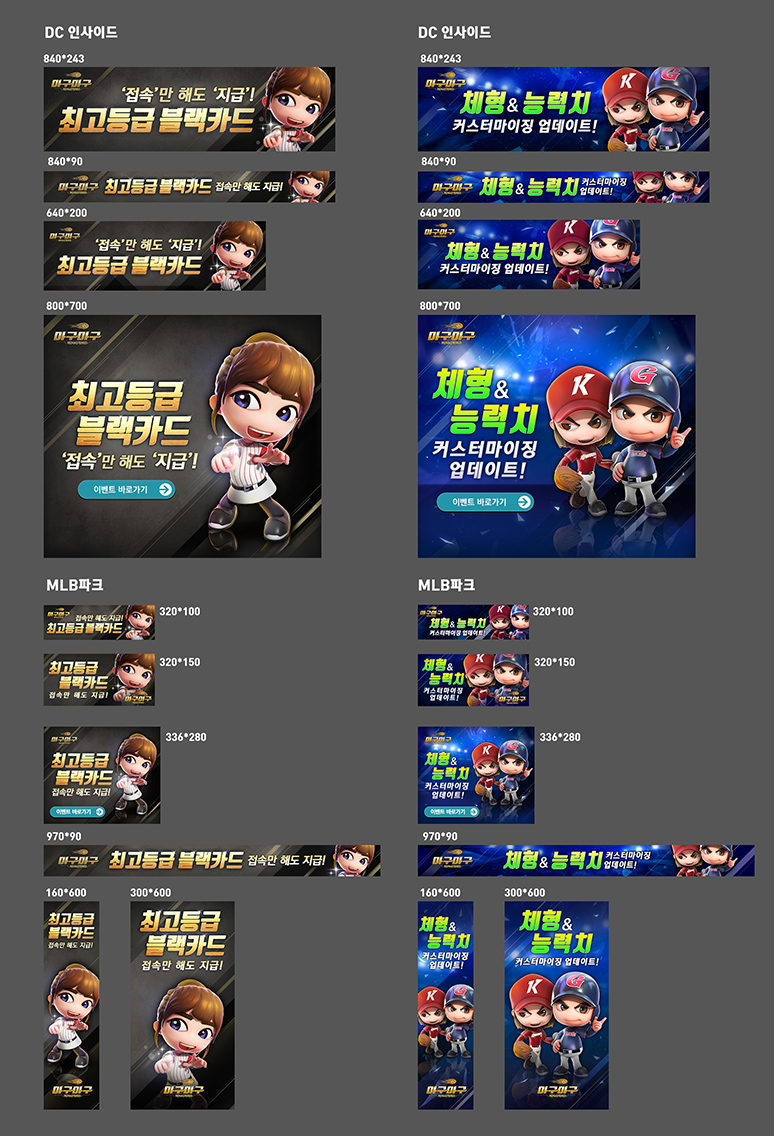 DC 인사이드
840*243
마구마구
REMASTERED
'접속'만 해도 '지급'!
최고등급 블랙카드
840*90
마구마구
최고등급 블랙카드 접속만 해도 지급!
640*200
마구마구
'접속'만 해도 '지급'!
최고등급 블랙카드
800*700
마구마구
REMASTERED
최고등급
블랙카드
'접속'만 해도 '지급'!
이벤트 바로가기
MLB파크
마구마구
접속만 해도 지급!
최고등급 블랙카드
320*100
최고등급
블랙카드
접속만 해도 지급!
마구마구
320*150
마구마구
최고등급
블랙카드
접속만 해도 지급!
이벤트 바로가기
336*280
970*90
마구마구
최고등급 블랙카드 접속만 해도 지급!
160*600
최고등급
블랙카드
접속만 해도 지급!
마구마구
REMASTERED
300*600
최고등급
블랙카드
접속만 해도 지급!
마구마구
REMASTERED
DC 인사이드
840*243
마구마구
REMASTERED
체형&능력치
커스터마이징 업데이트!
K
G
840*90
마구마구
체형&능력치 커스터마이징
업데이트!
640*200
마구마구
체형&능력치
커스터마이징 업데이트!
K
G
800*700
마구마구
REMASTERED
체형&
능력치
커스터마이징
업데이트!
이벤트 바로가기
K
G
MLB파크
마구마구
체형&능력치
커스터마이징 업데이트!
320*100
체형&
능력치
커스터마이징
업데이트!
마구마구
320*150
마구마구
체형&
능력치
커스터마이징
업데이트!
이벤트 바로가기
K
G
336*280
970*90
마구마구
체형&능력치 커스터마이징
업데이트!
160*600
체형&
능력치
커스터마이징
업데이트!
K
G
마구마구
REMASTERED
300*600
체형&
능력치
커스터마이징 업데이트!
K
G
마구마구
REMASTERED